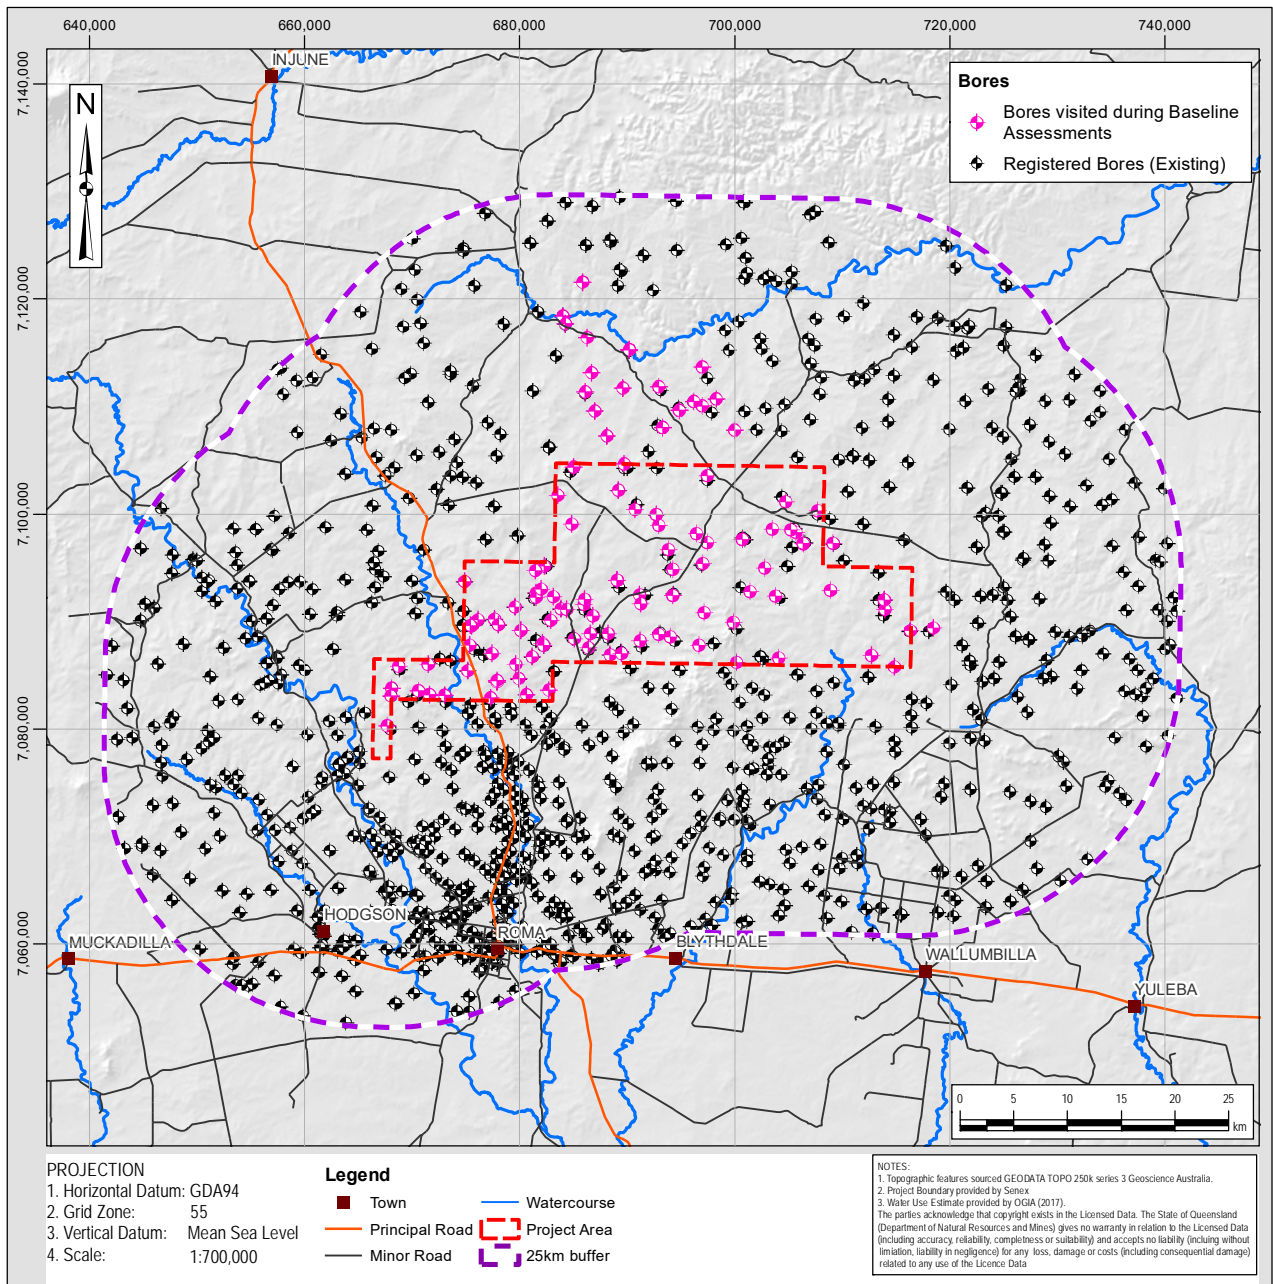 640,000
660,000
680,000
700,000
720,000
740,000
7,140,000
7,120,000
7,100,000
7,080,000
7,060,000
N
Bores
Bores visited during Baseline
Assessments
Registered Bores (Existing)
INJUNE
HODGSON
MUCKADILLA
ROMA
BLYTHDALE
WALLUMBILLA
YULEBA
0 5 10 15 20 25
km
PROJECTION
1. Horizontal Datum: GDA94
2. Grid Zone: 55
3. Vertical Datum: Mean Sea Level
4. Scale: 1:700,000
Legend
Town
Principal Road
Minor Road
Watercourse
Project Area
25km buffer
NOTES:
1. Topographic features sourced GEODATA TOPO 250k series 3 Geoscience Australia.
2. Project Boundary provided by Senex
3. Water Use Estimate provided by OGIA (2017).
The parties acknowledge that copyright exists in the Licensed Data. The State of Queensland
(Department of Natural Resources and Mines) gives no warranty in relation to the Licensed Data
(including accuracy, reliability, completness or suitability) and accepts no liability (incluing without
limiation, liability in negligence) for any loss, damage or costs (including consequential damage)
related to any use of the Licence Data